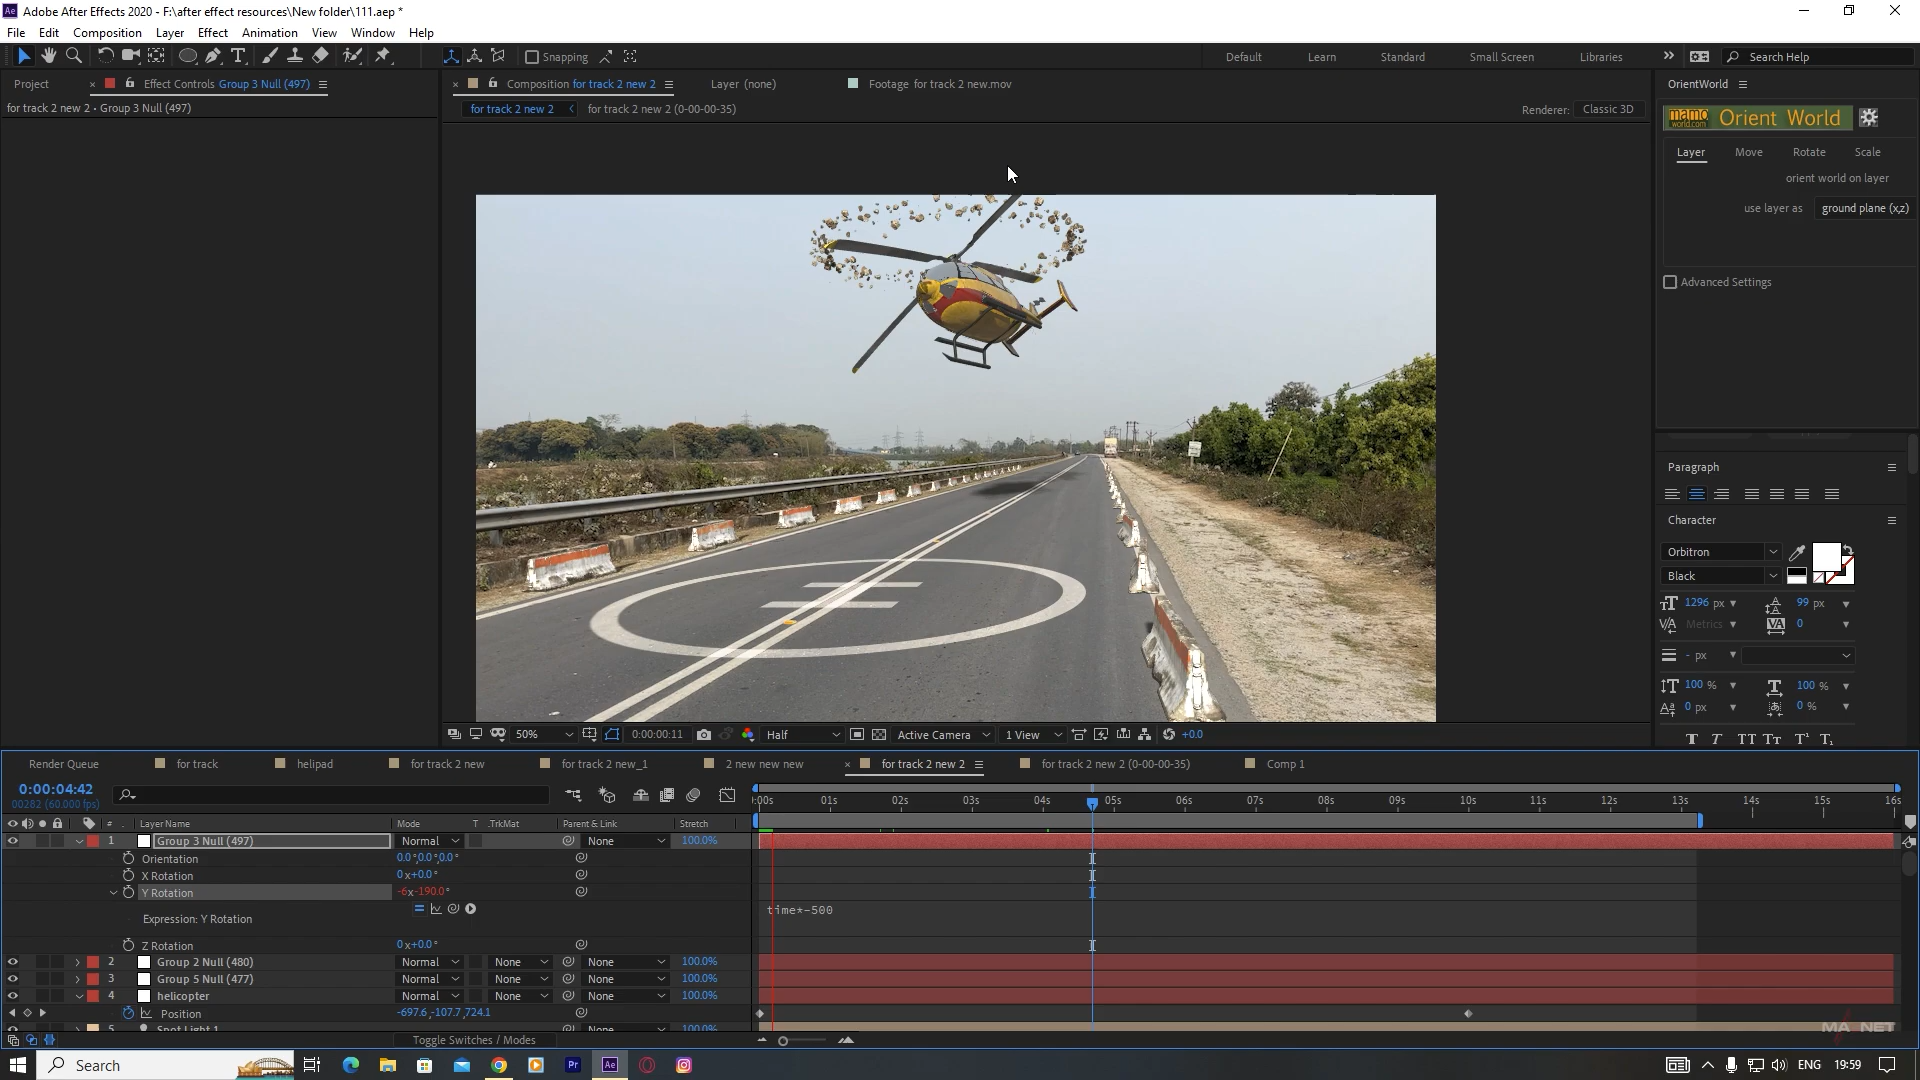 Ae Adobe After Effects 2020 - F:\after effect resources\New folder\111.aep *
File Edit Composition Layer Effect Animation View Window Help
Snapping
Default Learn Standard Small Screen Libraries » Search Help
Project × Effect Controls Group 3 Null (497)
× Composition for track 2 new 2 Layer (none) Footage for track 2 new.mov
OrientWorld
for track 2 new 2 • Group 3 Null (497)
for track 2 new 2 < for track 2 new 2 (0-00-00-35)
Renderer: Classic 3D
mamo world.com Orient World
Layer Move Rotate Scale
orient world on layer
use layer as ground plane (x,z)
Advanced Settings
Paragraph
Character
Orbitron
Black
1296 px 99 px
Metrics 0
- px
100 % 100 %
0 px 0 %
T T TT Tt T¹ T₁
50% 0:00:00:11 Half Active Camera 1 View +0.0
Render Queue for track helipad for track 2 new for track 2 new_1 2 new new new × for track 2 new 2 for track 2 new 2 (0-00-00-35) Comp 1
0:00:04:42
00282 (60.000 fps)
:00s 01s 02s 03s 04s 05s 06s 07s 08s 09s 10s 11s 12s 13s 14s 15s 16s
# Layer Name Mode T .TrkMat Parent & Link Stretch
1 Group 3 Null (497) Normal None 100.0%
Orientation 0.0°,0.0°,0.0°
X Rotation 0x+0.0°
Y Rotation -6x-190.0°
Expression: Y Rotation time*-500
Z Rotation 0x+0.0°
2 Group 2 Null (480) Normal None None 100.0%
3 Group 5 Null (477) Normal None None 100.0%
4 helicopter Normal None None 100.0%
Position -697.6,-107.7,724.1
5 Spot Light 1 None 100.0%
Toggle Switches / Modes
Search
Pr Ae
ENG 19:59